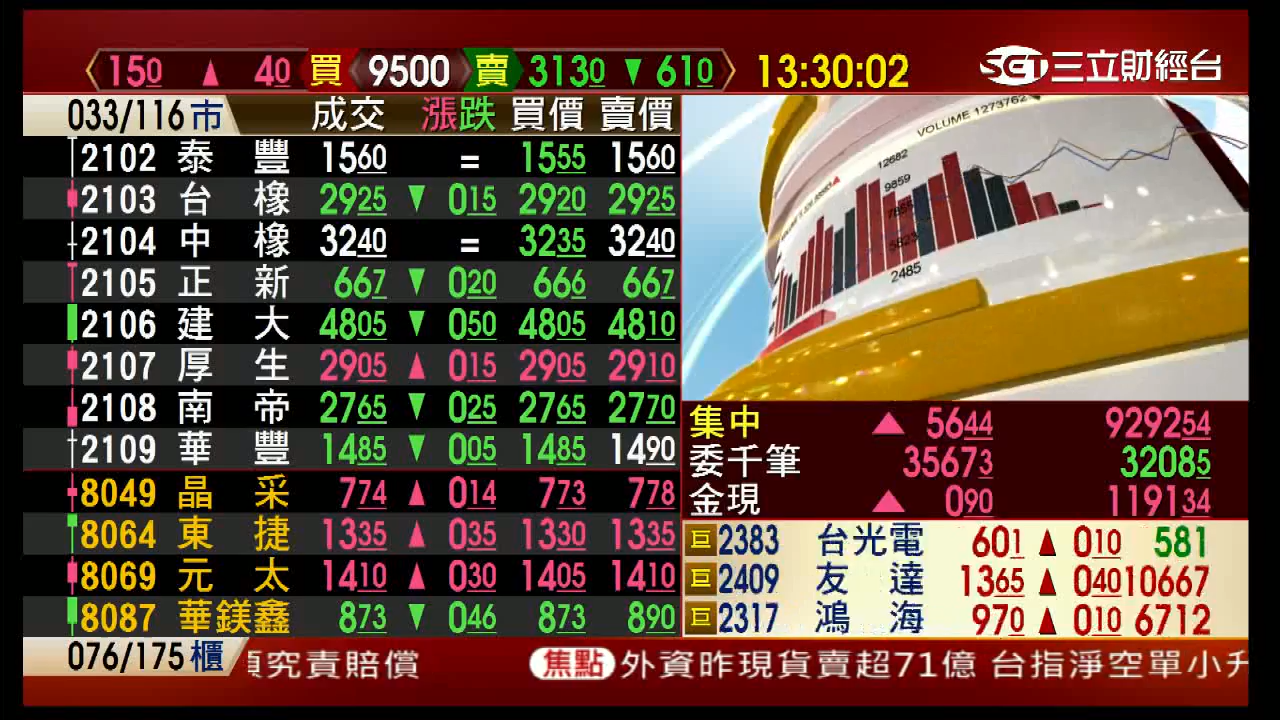 150 ▲ 40 買 9500 賣 3130 ▼ 610 13:30:02 SET 三立財經台
033/116 市 成交 漲跌 買價 賣價
2102 泰豐 1560 = 1555 1560
2103 台橡 2925 ▼ 015 2920 2925
2104 中橡 3240 = 3235 3240
2105 正新 667 ▼ 020 666 667
2106 建大 4805 ▼ 050 4805 4810
2107 厚生 2905 ▲ 015 2905 2910
2108 南帝 2765 ▼ 025 2765 2770
2109 華豐 1485 ▼ 005 1485 1490
8049 晶采 774 ▲ 014 773 778
8064 東捷 1335 ▲ 035 1330 1335
8069 元太 1410 ▲ 030 1405 1410
8087 華鎂鑫 873 ▼ 046 873 890
VOLUME 1273762
12682
9859
2485
集中 ▲ 5644 929254
委千筆 35673 32085
金現 ▲ 090 119134
巨 2383 台光電 601 ▲ 010 581
巨 2409 友達 1365 ▲ 040 10667
巨 2317 鴻海 970 ▲ 010 6712
076/175 櫃 究責賠償 焦點 外資昨現貨賣超71億 台指淨空單小